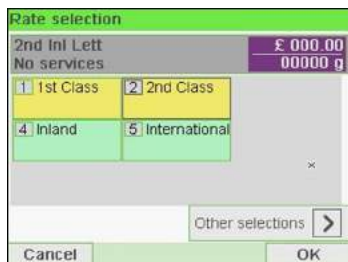 Rate selection
2nd Inl Lett
No services
£ 000.00
00000 g
1 1st Class
2 2nd Class
4 Inland
5 International
Other selections >
Cancel
OK